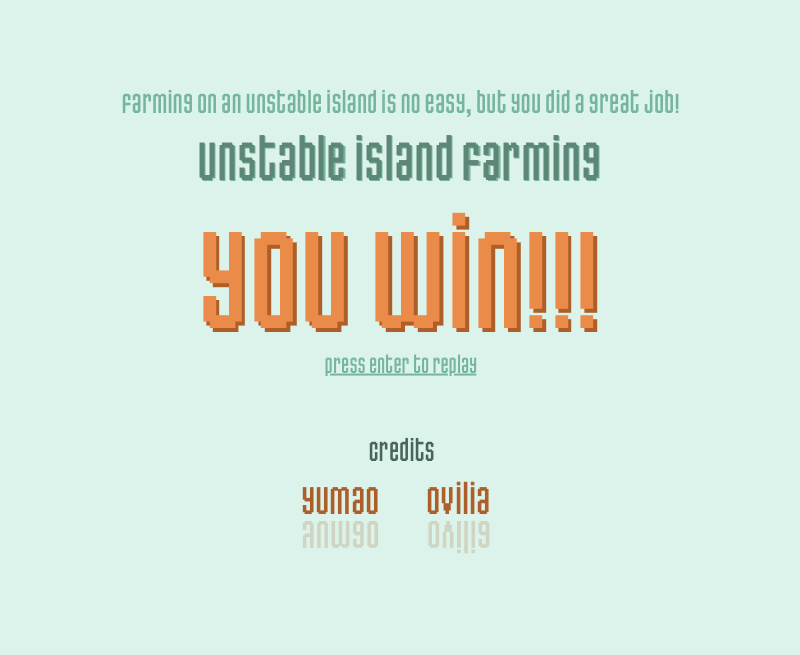 farming on an unstable island is no easy, but you did a great job!
unstable island farming
you win!!!
press enter to replay
credits
yumao ovilia